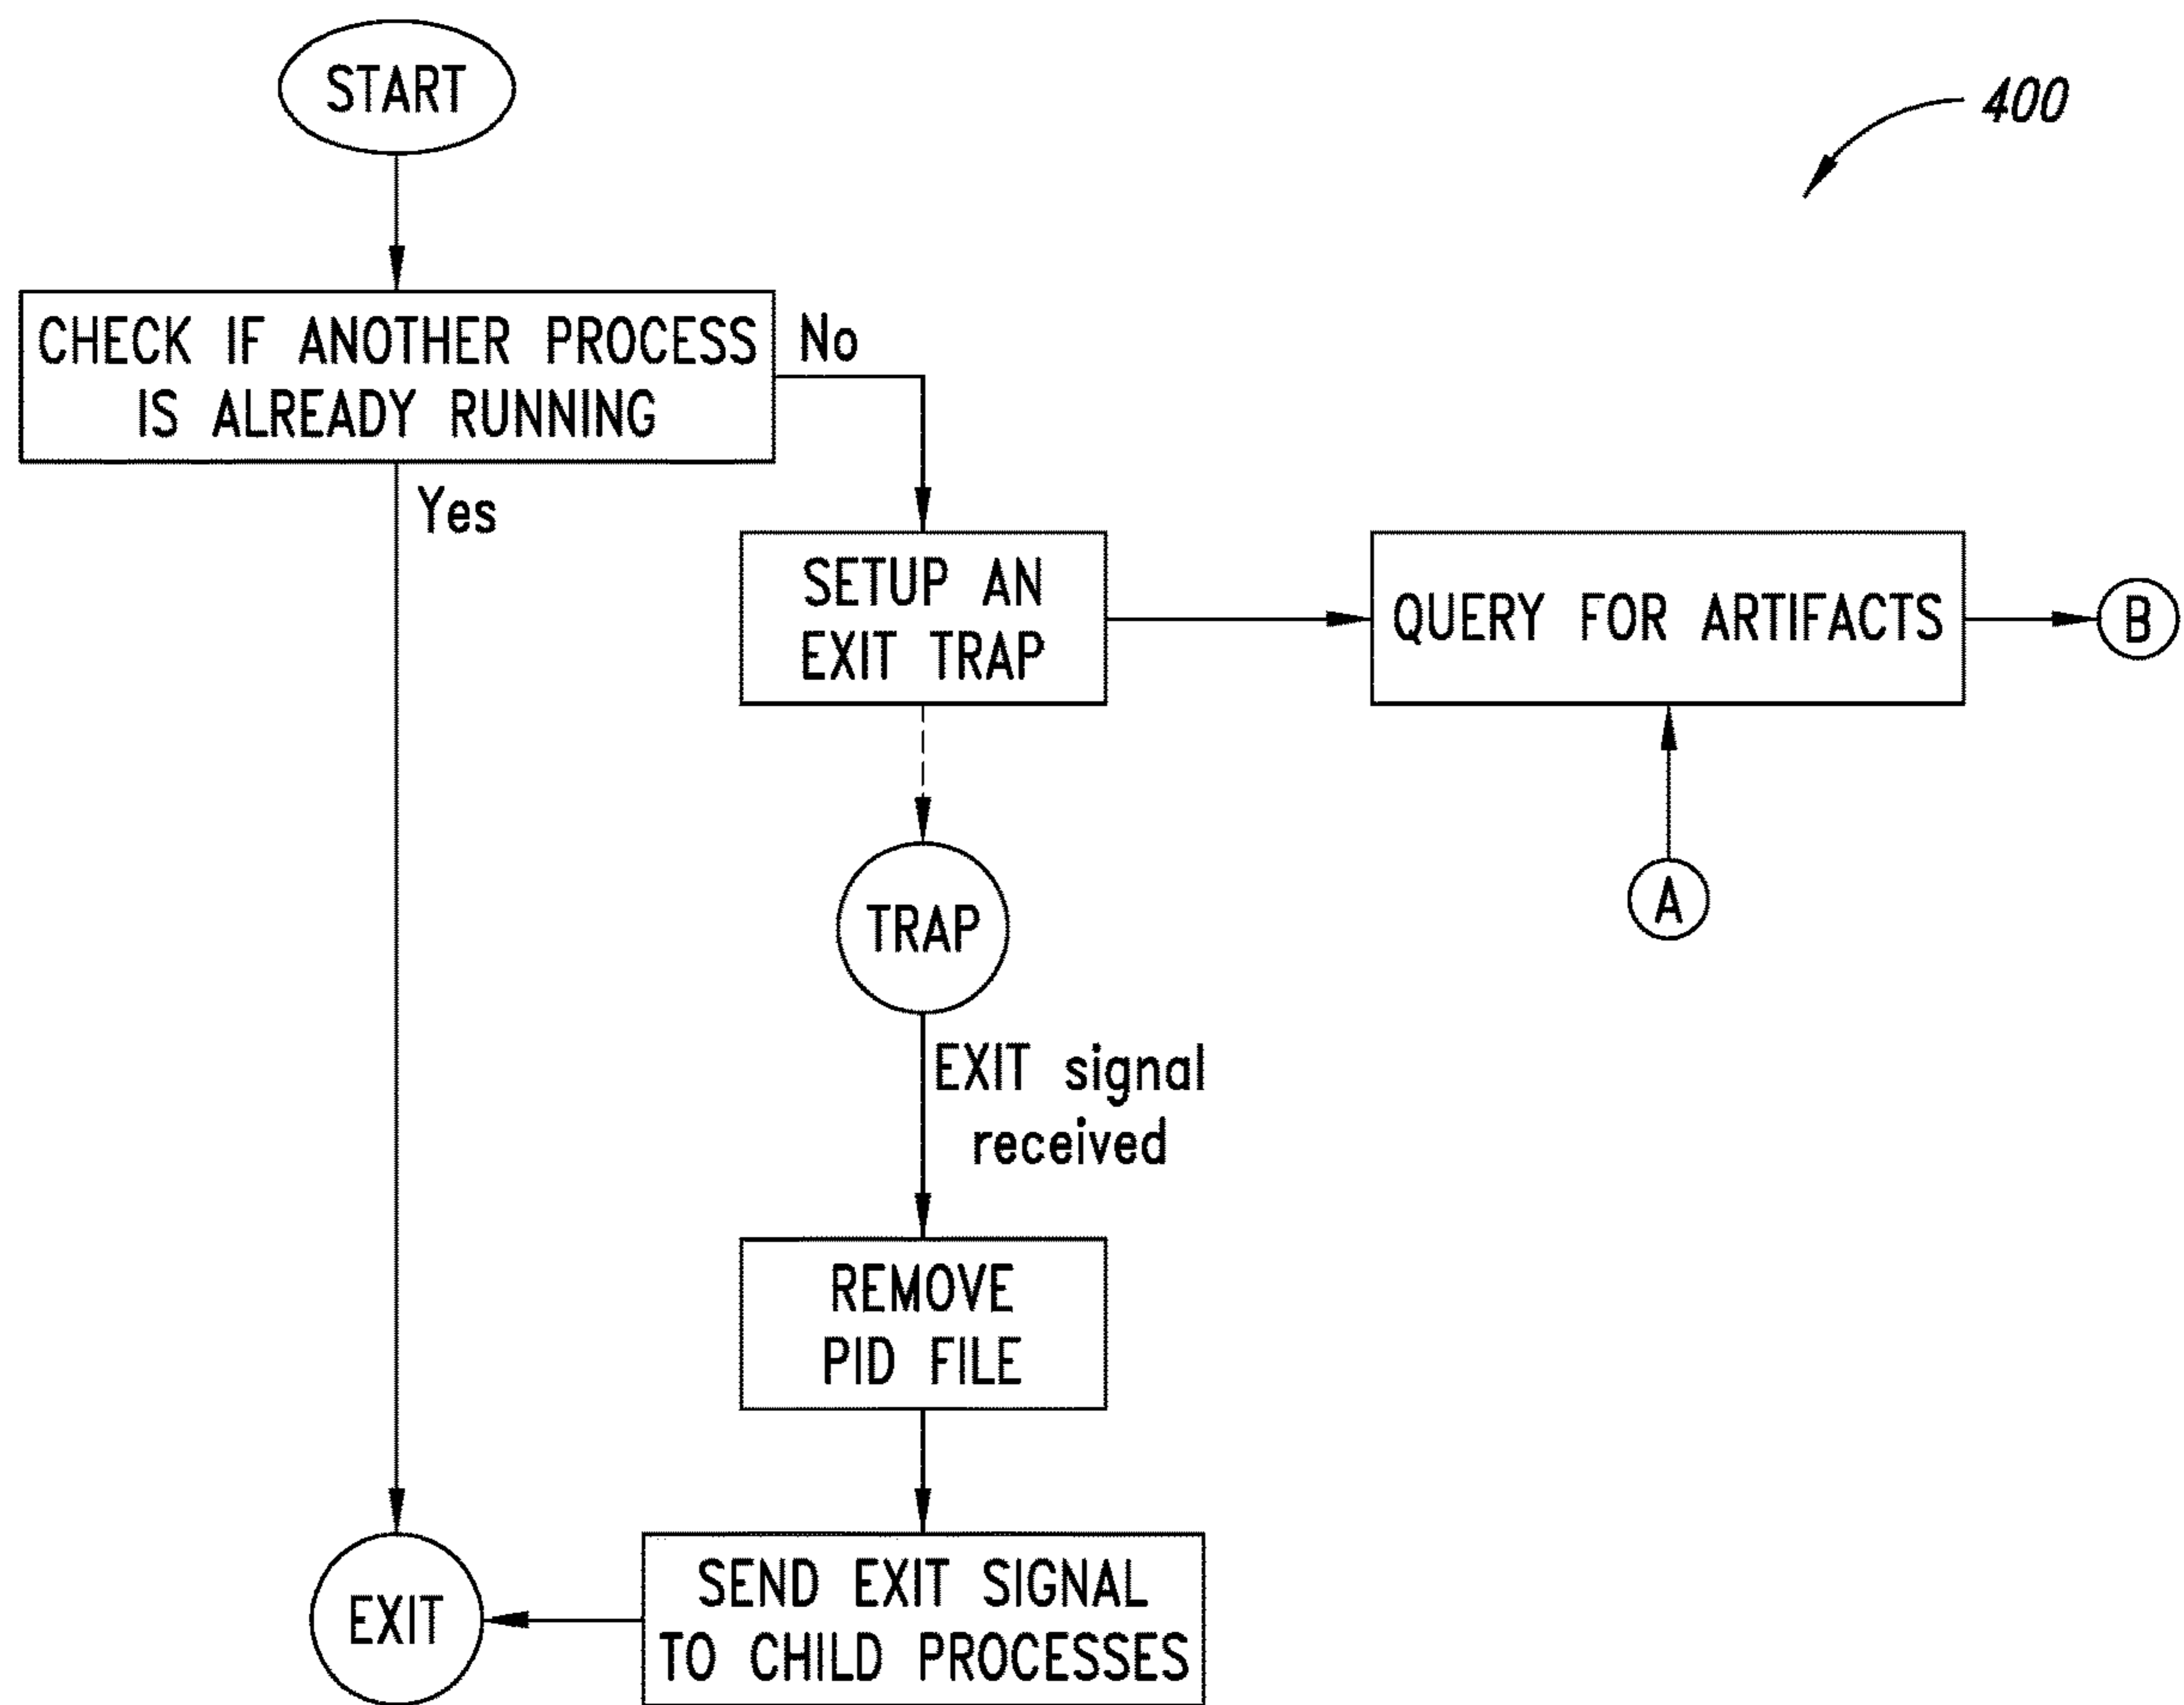 START
400
CHECK IF ANOTHER PROCESS
IS ALREADY RUNNING
No
Yes
SETUP AN
EXIT TRAP
QUERY FOR ARTIFACTS
B
A
TRAP
EXIT signal
received
REMOVE
PID FILE
SEND EXIT SIGNAL
TO CHILD PROCESSES
EXIT